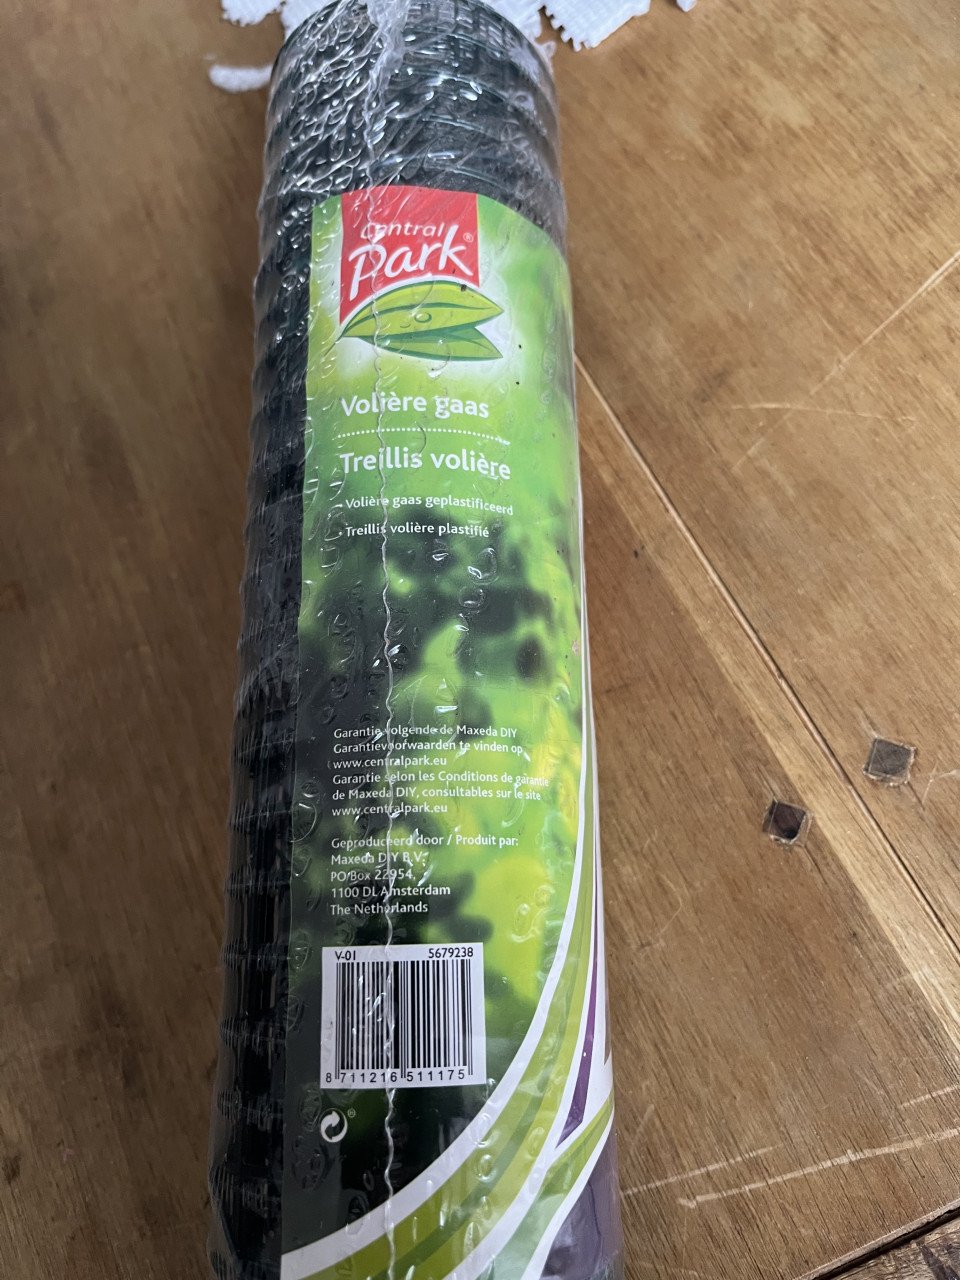 Central
Park®
Volière gaas
Treillis volière
· Volière gaas geplastificeerd
· Treillis volière plastifié
Garantie volgende de Maxeda DIY
Garantievoorwaarden te vinden op
www.centralpark.eu
Garantie selon les Conditions de garantie
de Maxeda DIY, consultables sur le site
www.centralpark.eu
Geproduceerd door / Produit par:
Maxeda DIY B.V.
PO Box 22954,
1100 DL Amsterdam
The Netherlands
V-01 5679238
8 711216 511175
®